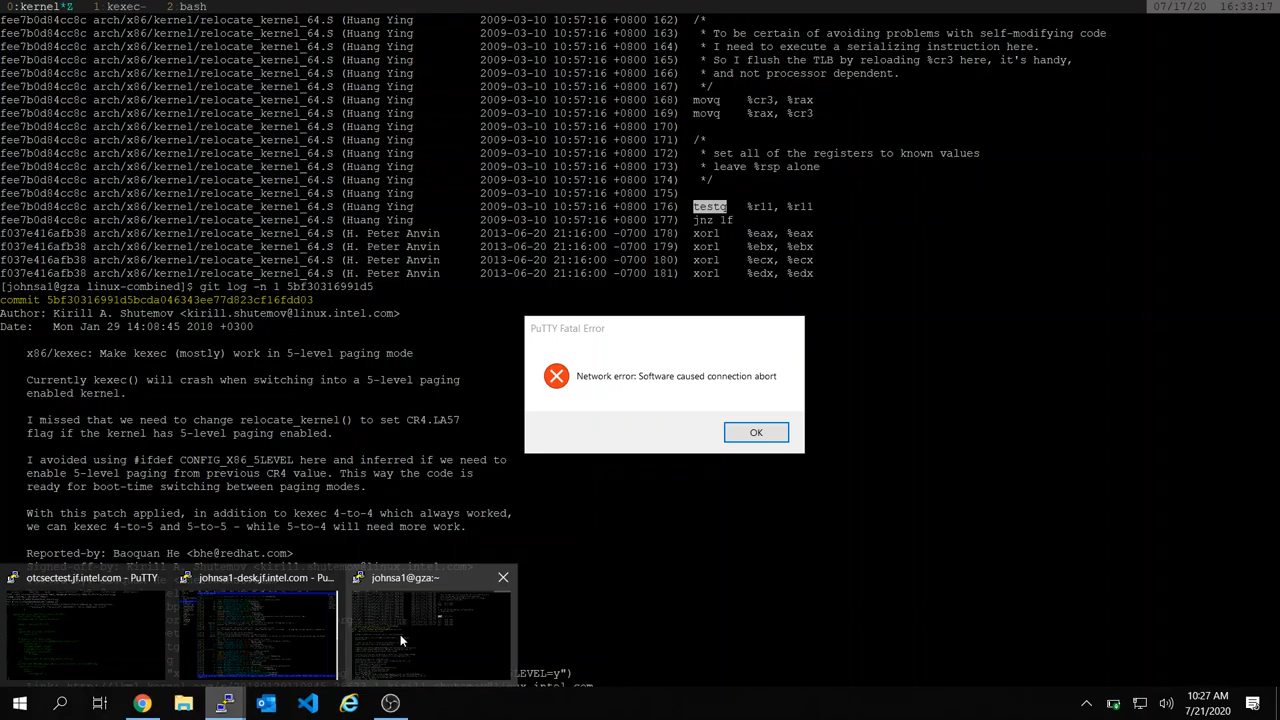 0:kernel*Z 1:kexec- 2:bash 07/17/20 16:33:17
fee7b0d84cc8c arch/x86/kernel/relocate_kernel_64.S (Huang Ying 2009-03-10 10:57:16 +0800 162) /*
fee7b0d84cc8c arch/x86/kernel/relocate_kernel_64.S (Huang Ying 2009-03-10 10:57:16 +0800 163) * To be certain of avoiding problems with self-modifying code
fee7b0d84cc8c arch/x86/kernel/relocate_kernel_64.S (Huang Ying 2009-03-10 10:57:16 +0800 164) * I need to execute a serializing instruction here.
fee7b0d84cc8c arch/x86/kernel/relocate_kernel_64.S (Huang Ying 2009-03-10 10:57:16 +0800 165) * So I flush the TLB by reloading %cr3 here, it's handy,
fee7b0d84cc8c arch/x86/kernel/relocate_kernel_64.S (Huang Ying 2009-03-10 10:57:16 +0800 166) * and not processor dependent.
fee7b0d84cc8c arch/x86/kernel/relocate_kernel_64.S (Huang Ying 2009-03-10 10:57:16 +0800 167) */
fee7b0d84cc8c arch/x86/kernel/relocate_kernel_64.S (Huang Ying 2009-03-10 10:57:16 +0800 168) movq %cr3, %rax
fee7b0d84cc8c arch/x86/kernel/relocate_kernel_64.S (Huang Ying 2009-03-10 10:57:16 +0800 169) movq %rax, %cr3
fee7b0d84cc8c arch/x86/kernel/relocate_kernel_64.S (Huang Ying 2009-03-10 10:57:16 +0800 170)
fee7b0d84cc8c arch/x86/kernel/relocate_kernel_64.S (Huang Ying 2009-03-10 10:57:16 +0800 171) /*
fee7b0d84cc8c arch/x86/kernel/relocate_kernel_64.S (Huang Ying 2009-03-10 10:57:16 +0800 172) * set all of the registers to known values
fee7b0d84cc8c arch/x86/kernel/relocate_kernel_64.S (Huang Ying 2009-03-10 10:57:16 +0800 173) * leave %rsp alone
fee7b0d84cc8c arch/x86/kernel/relocate_kernel_64.S (Huang Ying 2009-03-10 10:57:16 +0800 174) */
fee7b0d84cc8c arch/x86/kernel/relocate_kernel_64.S (Huang Ying 2009-03-10 10:57:16 +0800 175)
fee7b0d84cc8c arch/x86/kernel/relocate_kernel_64.S (Huang Ying 2009-03-10 10:57:16 +0800 176) testq %r11, %r11
fee7b0d84cc8c arch/x86/kernel/relocate_kernel_64.S (Huang Ying 2009-03-10 10:57:16 +0800 177) jnz 1f
f037e416afb38 arch/x86/kernel/relocate_kernel_64.S (H. Peter Anvin 2013-06-20 21:16:00 -0700 178) xorl %eax, %eax
f037e416afb38 arch/x86/kernel/relocate_kernel_64.S (H. Peter Anvin 2013-06-20 21:16:00 -0700 179) xorl %ebx, %ebx
f037e416afb38 arch/x86/kernel/relocate_kernel_64.S (H. Peter Anvin 2013-06-20 21:16:00 -0700 180) xorl %ecx, %ecx
f037e416afb38 arch/x86/kernel/relocate_kernel_64.S (H. Peter Anvin 2013-06-20 21:16:00 -0700 181) xorl %edx, %edx
[johnsa1@gza linux-combined]$ git log -n 1 5bf30316991d5
commit 5bf30316991d5bcda046343ee77d823cf16fdd03
Author: Kirill A. Shutemov <kirill.shutemov@linux.intel.com>
Date: Mon Jan 29 14:08:45 2018 +0300
x86/kexec: Make kexec (mostly) work in 5-level paging mode
Currently kexec() will crash when switching into a 5-level paging
enabled kernel.
I missed that we need to change relocate_kernel() to set CR4.LA57
flag if the kernel has 5-level paging enabled.
I avoided using #ifdef CONFIG_X86_5LEVEL here and inferred if we need to
enable 5-level paging from previous CR4 value. This way the code is
ready for boot-time switching between paging modes.
With this patch applied, in addition to kexec 4-to-4 which always worked,
we can kexec 4-to-5 and 5-to-5 - while 5-to-4 will need more work.
Reported-by: Baoquan He <bhe@redhat.com>
Signed-off-by: Kirill A. Shutemov <kirill.shutemov@linux.intel.com>
PuTTY Fatal Error
Network error: Software caused connection abort
OK
otcsectest.jf.intel.com - PuTTY
johnsa1-desk.jf.intel.com - Pu...
johnsa1@gza:~
LEVEL=y")
10:27 AM
7/21/2020